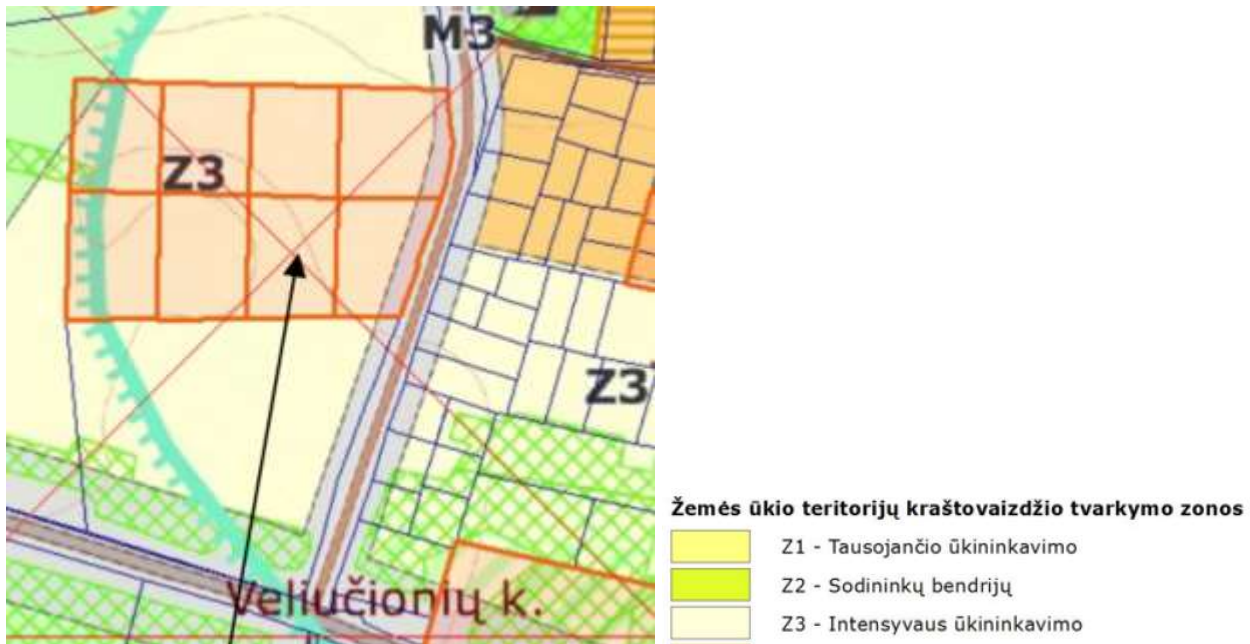 M3
Z3
Z3
Veliučionių k.
Žemės ūkio teritorijų kraštovaizdžio tvarkymo zonos
Z1 - Tausojančio ūkininkavimo
Z2 - Sodininkų bendrijų
Z3 - Intensyvaus ūkininkavimo